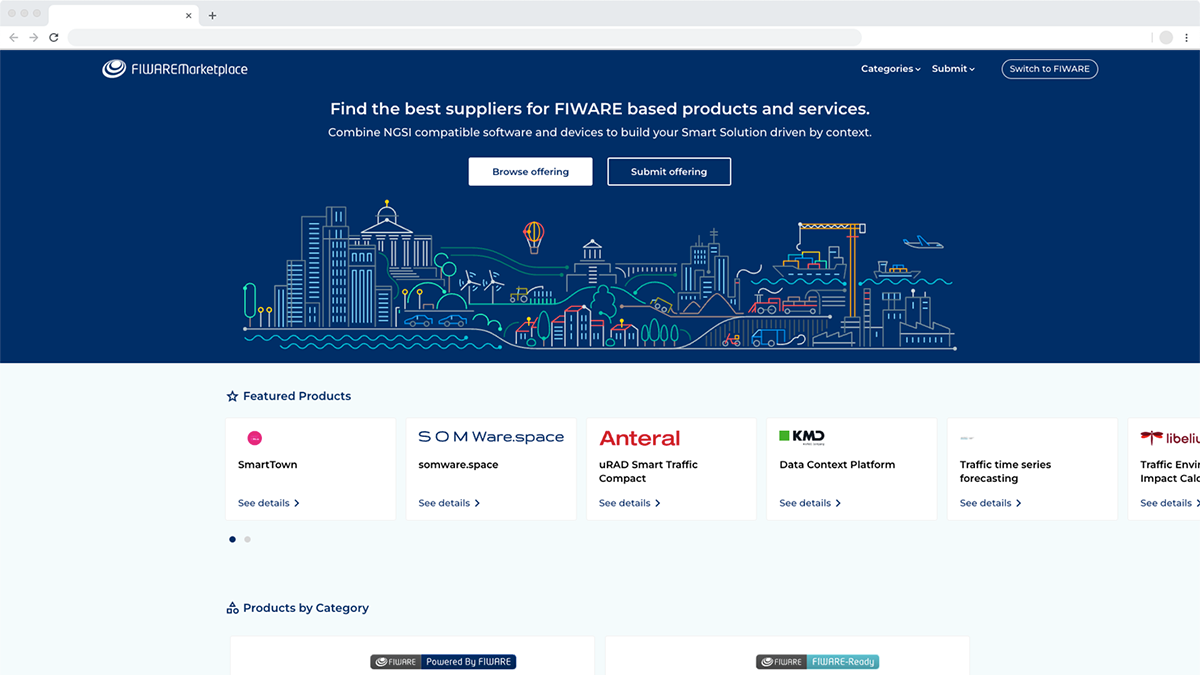 FIWAREMarketplace
Categories
Submit
Switch to FIWARE
Find the best suppliers for FIWARE based products and services.
Combine NGSI compatible software and devices to build your Smart Solution driven by context.
Browse offering
Submit offering
Featured Products
SmartTown
See details
S O M Ware.space
somware.space
See details
Anteral
uRAD Smart Traffic
Compact
See details
KMD
Data Context Platform
See details
Traffic time series
forecasting
See details
libeliu
Traffic Envir
Impact Calc
See details
Products by Category
FIWARE Powered By FIWARE
FIWARE FIWARE-Ready